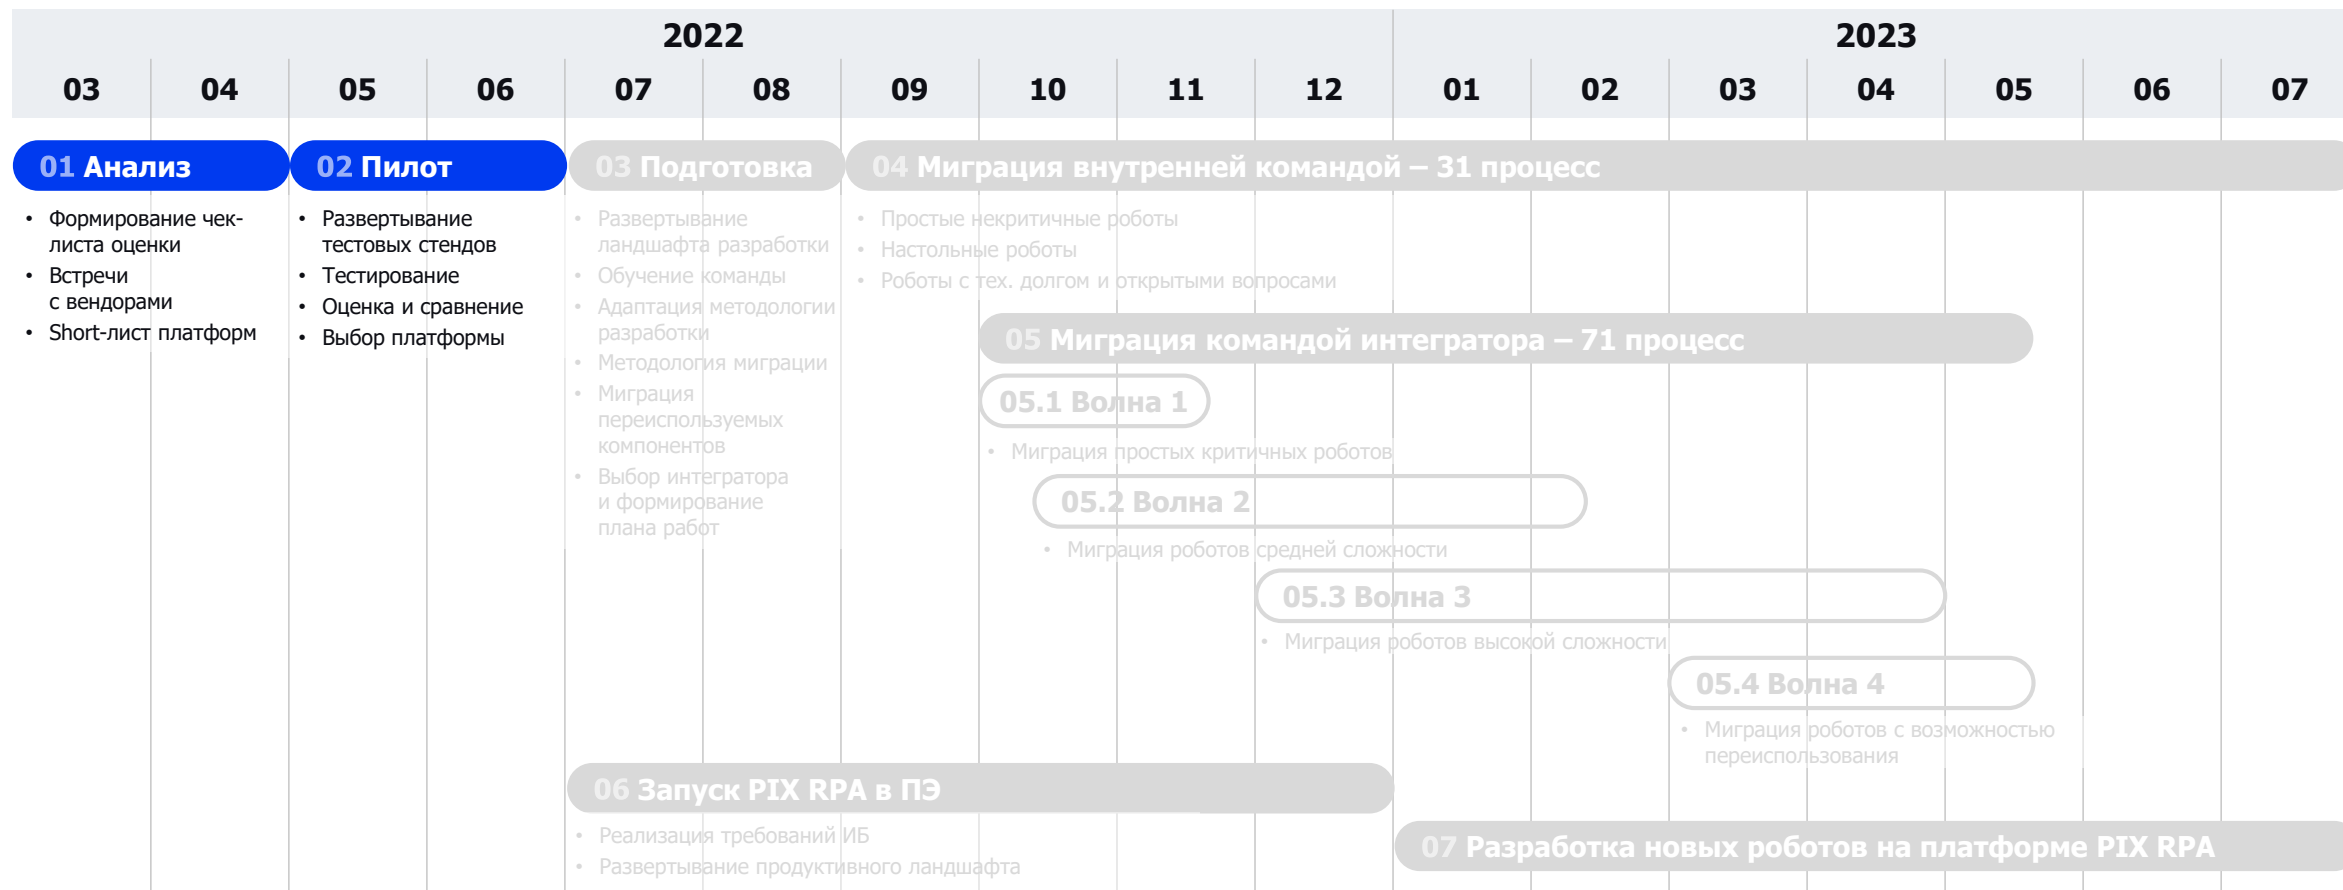 2022
2023
03 04 05 06 07 08 09 10 11 12 01 02 03 04 05 06 07
01 Анализ
• Формирование чек-
листа оценки
• Встречи
с вендорами
• Short-лист платформ
02 Пилот
• Развертывание
тестовых стендов
• Тестирование
• Оценка и сравнение
• Выбор платформы
03 Подготовка
• Развертывание
ландшафта разработки
• Обучение команды
• Адаптация методологии
разработки
• Методология миграции
• Миграция
переиспользуемых
компонентов
• Выбор интегратора
и формирование
плана работ
04 Миграция внутренней командой – 31 процесс
• Простые некритичные роботы
• Настольные роботы
• Роботы с тех. долгом и открытыми вопросами
05 Миграция командой интегратора – 71 процесс
05.1 Волна 1
• Миграция простых критичных роботов
05.2 Волна 2
• Миграция роботов средней сложности
05.3 Волна 3
• Миграция роботов высокой сложности
05.4 Волна 4
• Миграция роботов с возможностью
переиспользования
06 Запуск PIX RPA в ПЭ
• Реализация требований ИБ
• Развертывание продуктивного ландшафта
07 Разработка новых роботов на платформе PIX RPA